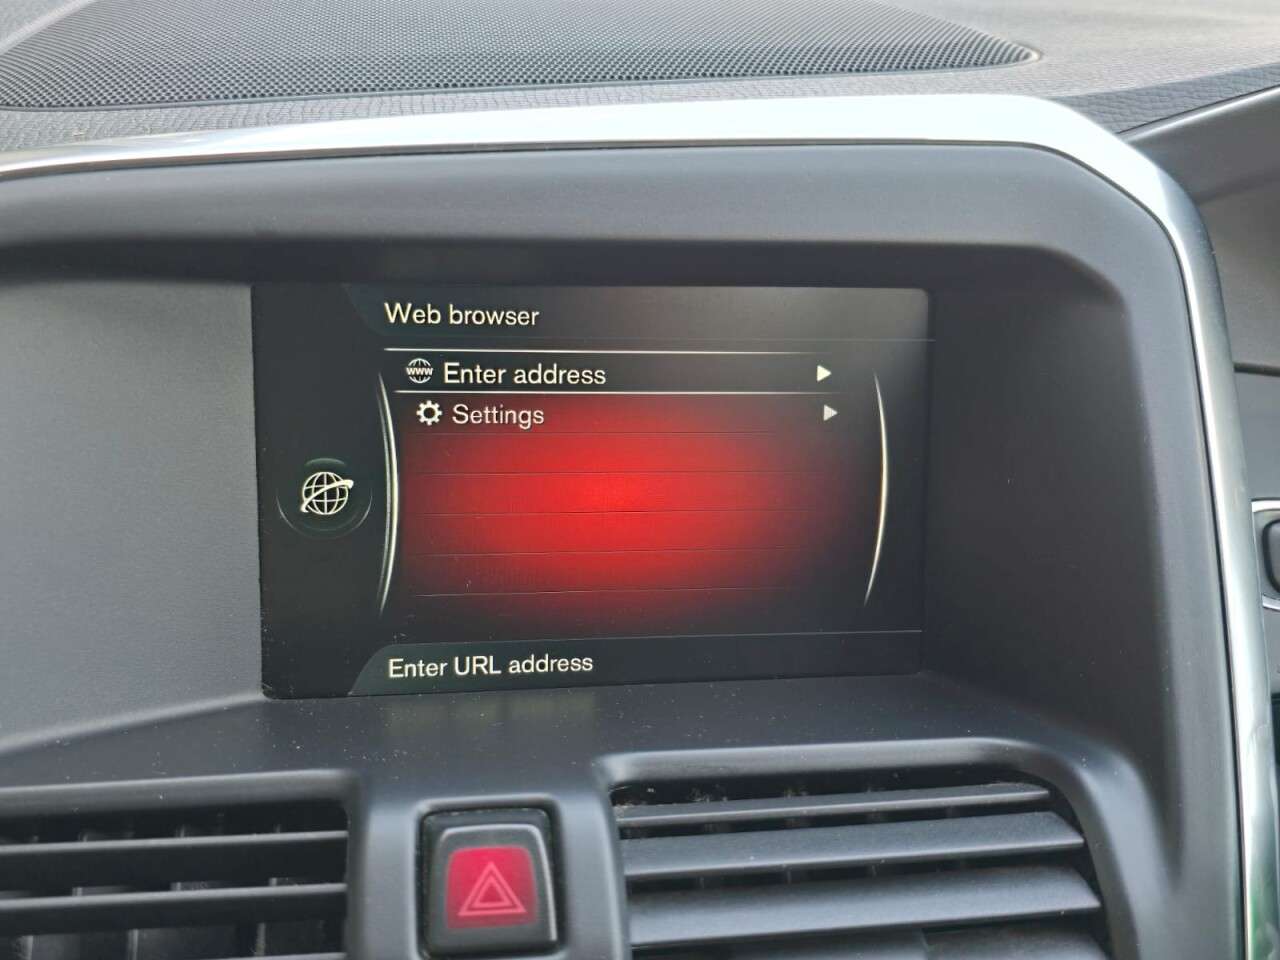 Web browser
www Enter address
Settings
Enter URL address